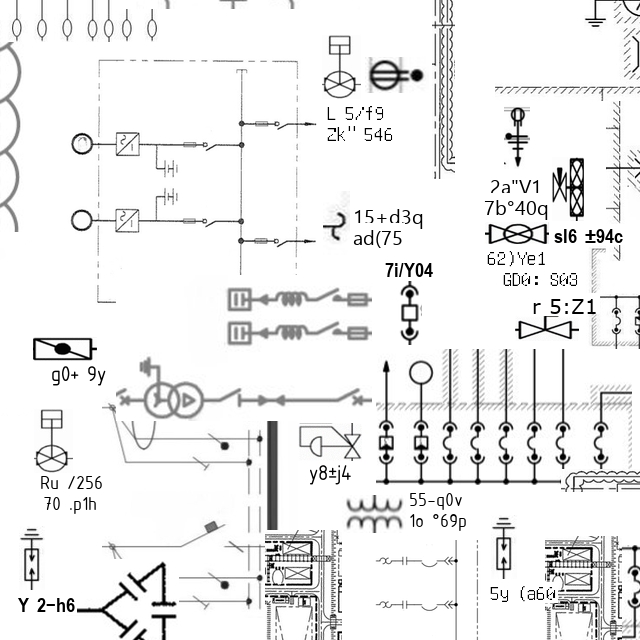 L 5/f9
Zk" 546
2a"V1
7b°40q
15+d3q
ad(75
sl6 ±94c
62)Ye1
GD0: S03
7i/Y04
r 5:Z1
g0+ 9y
y8±j4
Ru /256
70 .p1h
55-q0v
1o °69p
5y (a60
Y 2-h6